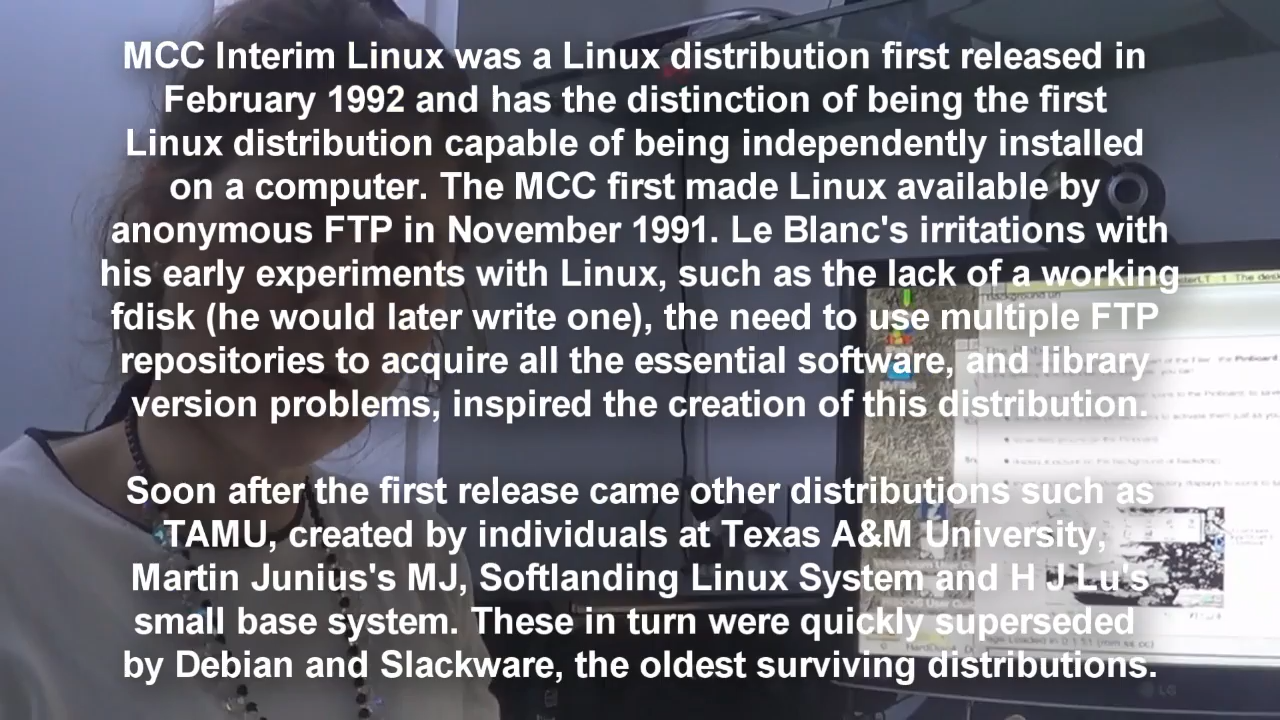 MCC Interim Linux was a Linux distribution first released in
February 1992 and has the distinction of being the first
Linux distribution capable of being independently installed
on a computer. The MCC first made Linux available by
anonymous FTP in November 1991. Le Blanc's irritations with
his early experiments with Linux, such as the lack of a working
fdisk (he would later write one), the need to use multiple FTP
repositories to acquire all the essential software, and library
version problems, inspired the creation of this distribution.
Soon after the first release came other distributions such as
TAMU, created by individuals at Texas A&M University,
Martin Junius's MJ, Softlanding Linux System and H J Lu's
small base system. These in turn were quickly superseded
by Debian and Slackware, the oldest surviving distributions.
LG